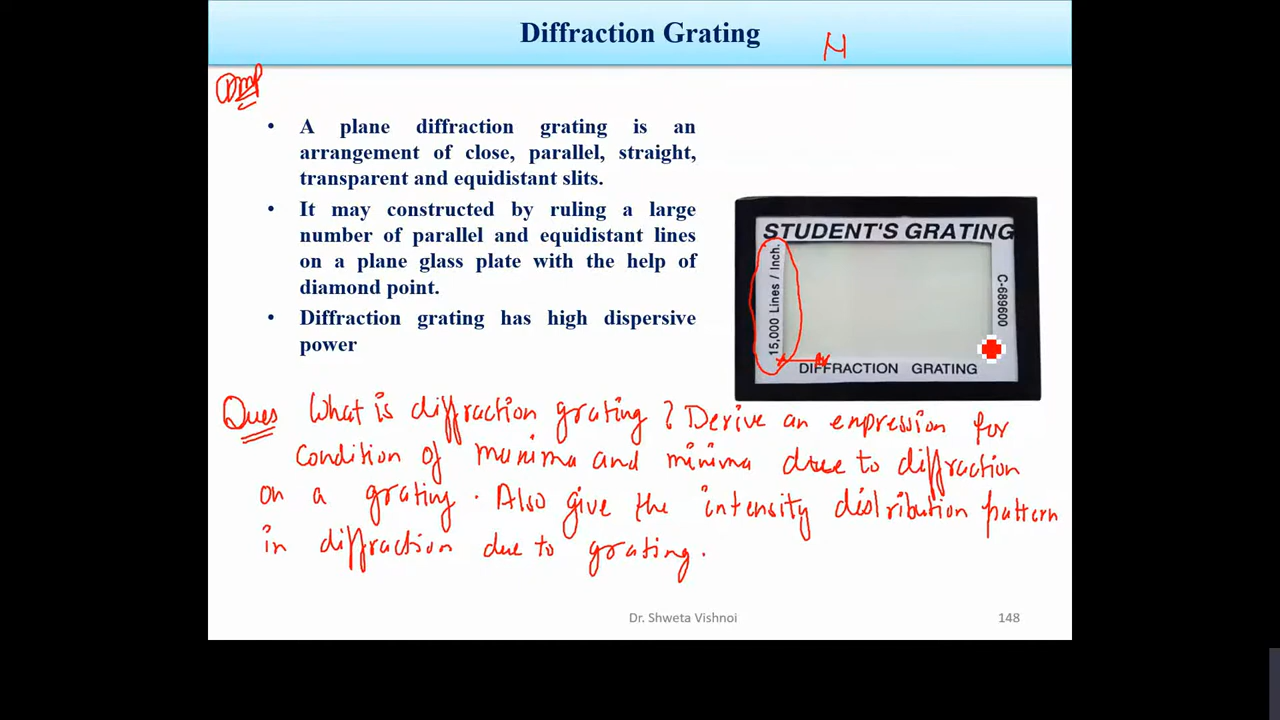 Diffraction Grating
• A plane diffraction grating is an
arrangement of close, parallel, straight,
transparent and equidistant slits.
• It may constructed by ruling a large
number of parallel and equidistant lines
on a plane glass plate with the help of
diamond point.
• Diffraction grating has high dispersive
power
STUDENT'S GRATING
15,000 Lines / Inch.
C-689600
DIFFRACTION GRATING
Ques What is diffraction grating? Derive an expression for
condition of maxima and minima due to diffraction
on a grating. Also give the intensity distribution pattern
in diffraction due to grating.
Dr. Shweta Vishnoi
148